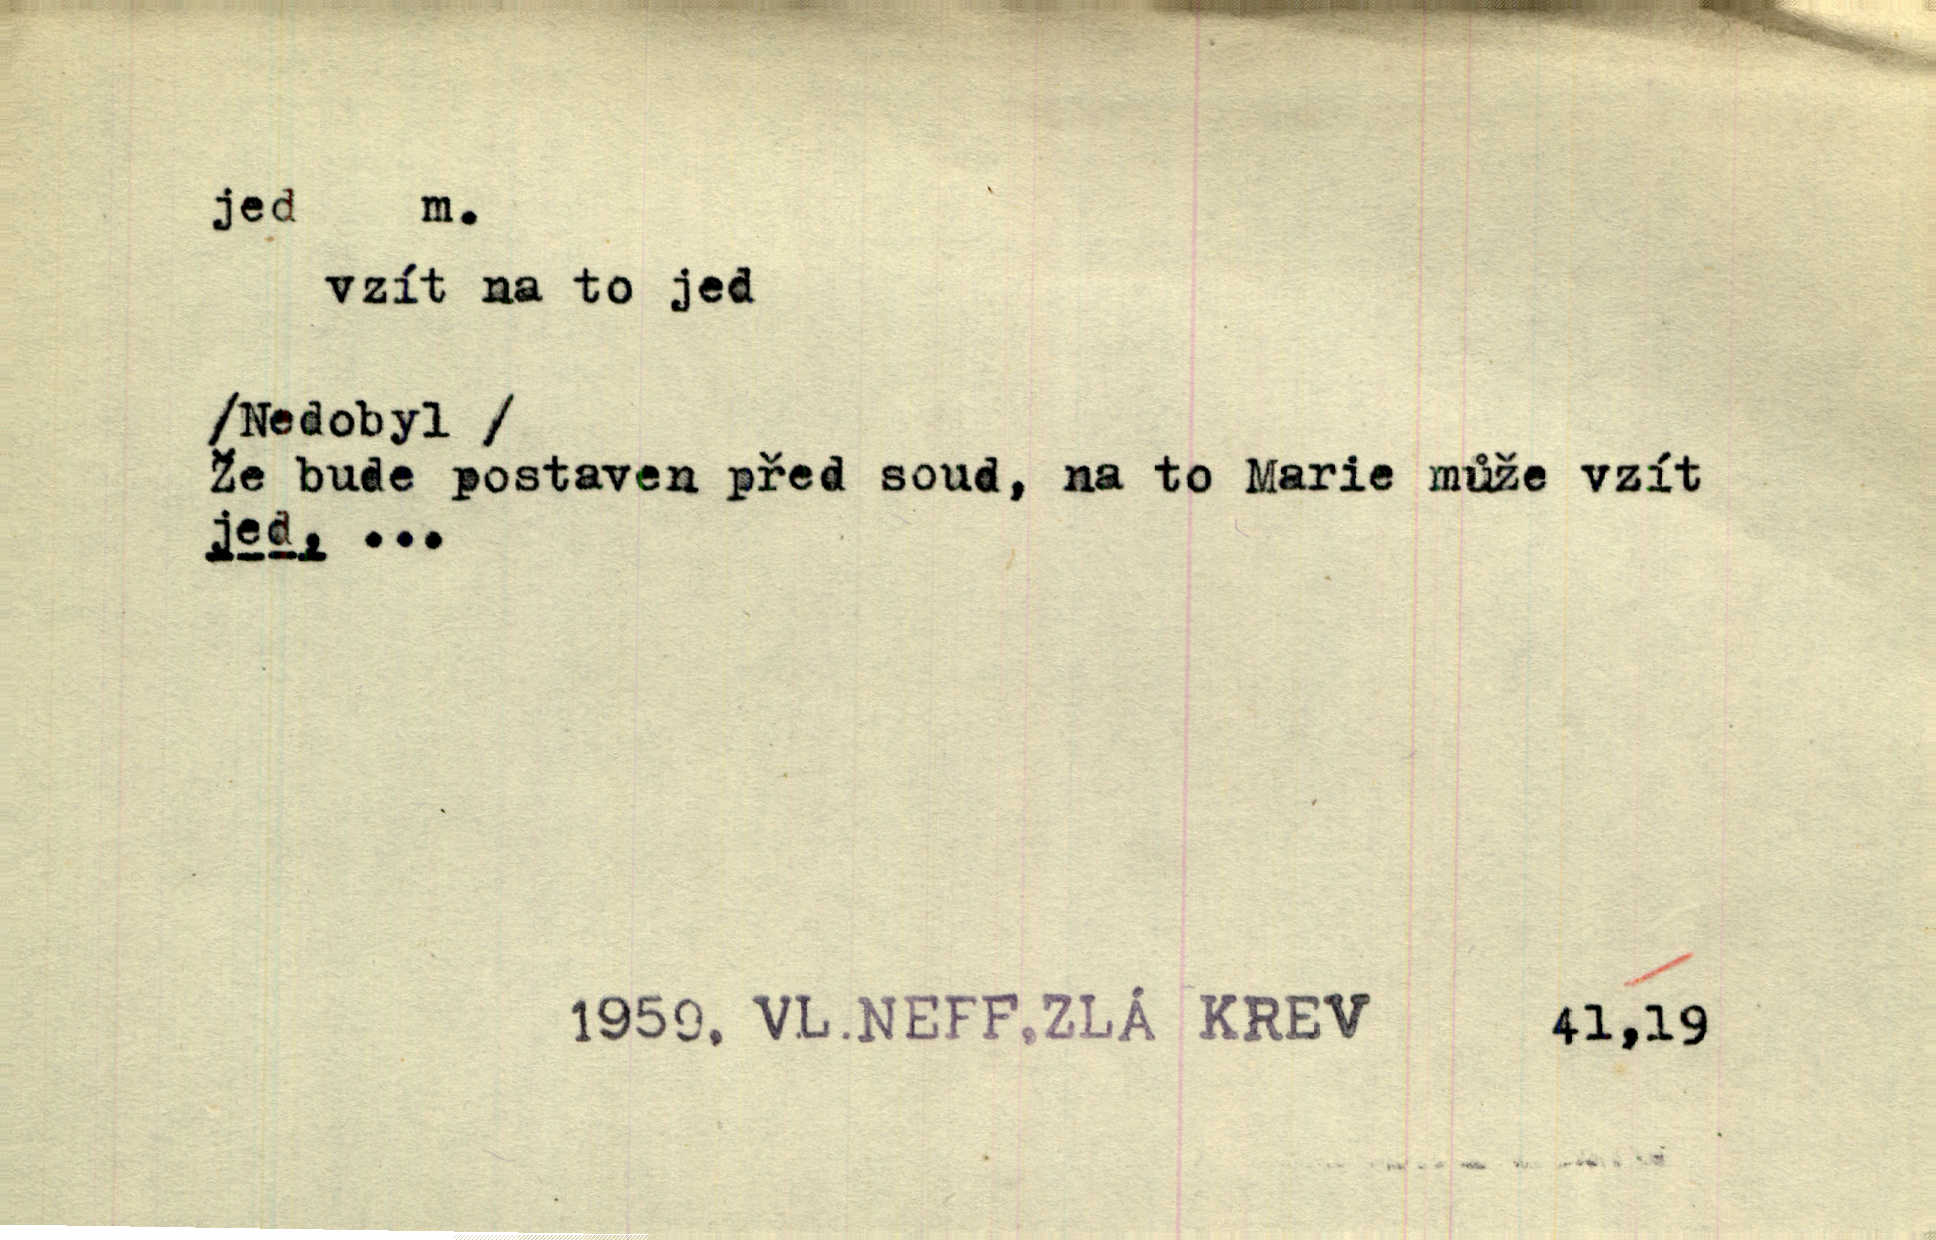 jed m.
vzít na to jed
/Nedobyl /
Že bude postaven před soud, na to Marie může vzít
jed, ...
1959, VL.NEFF,ZLÁ KREV 41,19